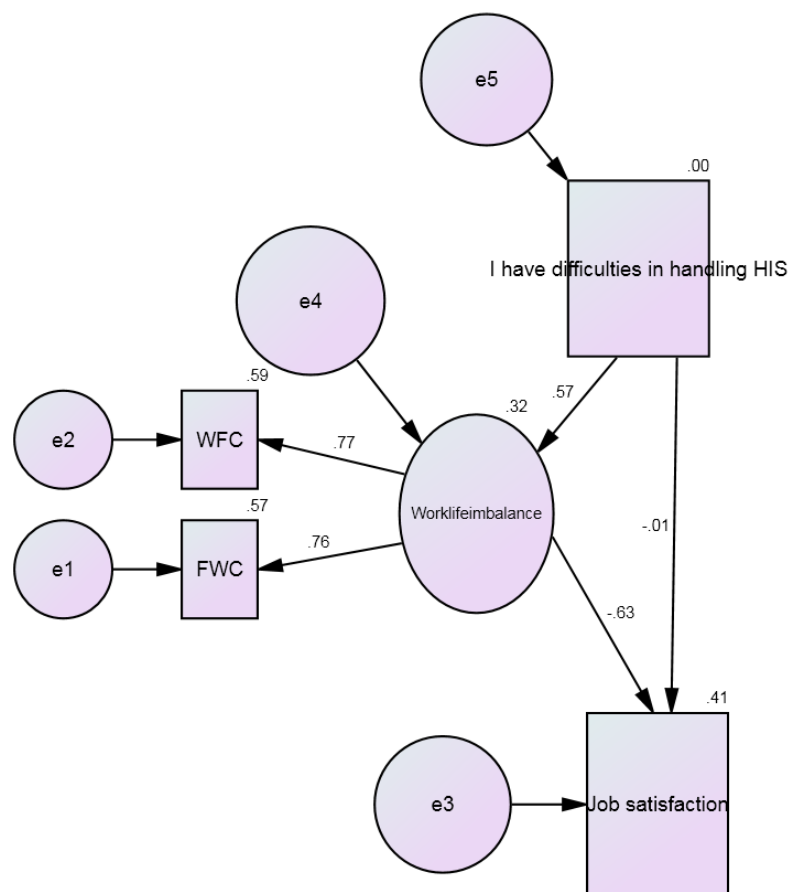 e5
.00
I have difficulties in handling HIS
e4
.57
.32
.59
e2
WFC
.77
Worklifeimbalance
.57
e1
FWC
.76
-.01
-.63
.41
e3
Job satisfaction